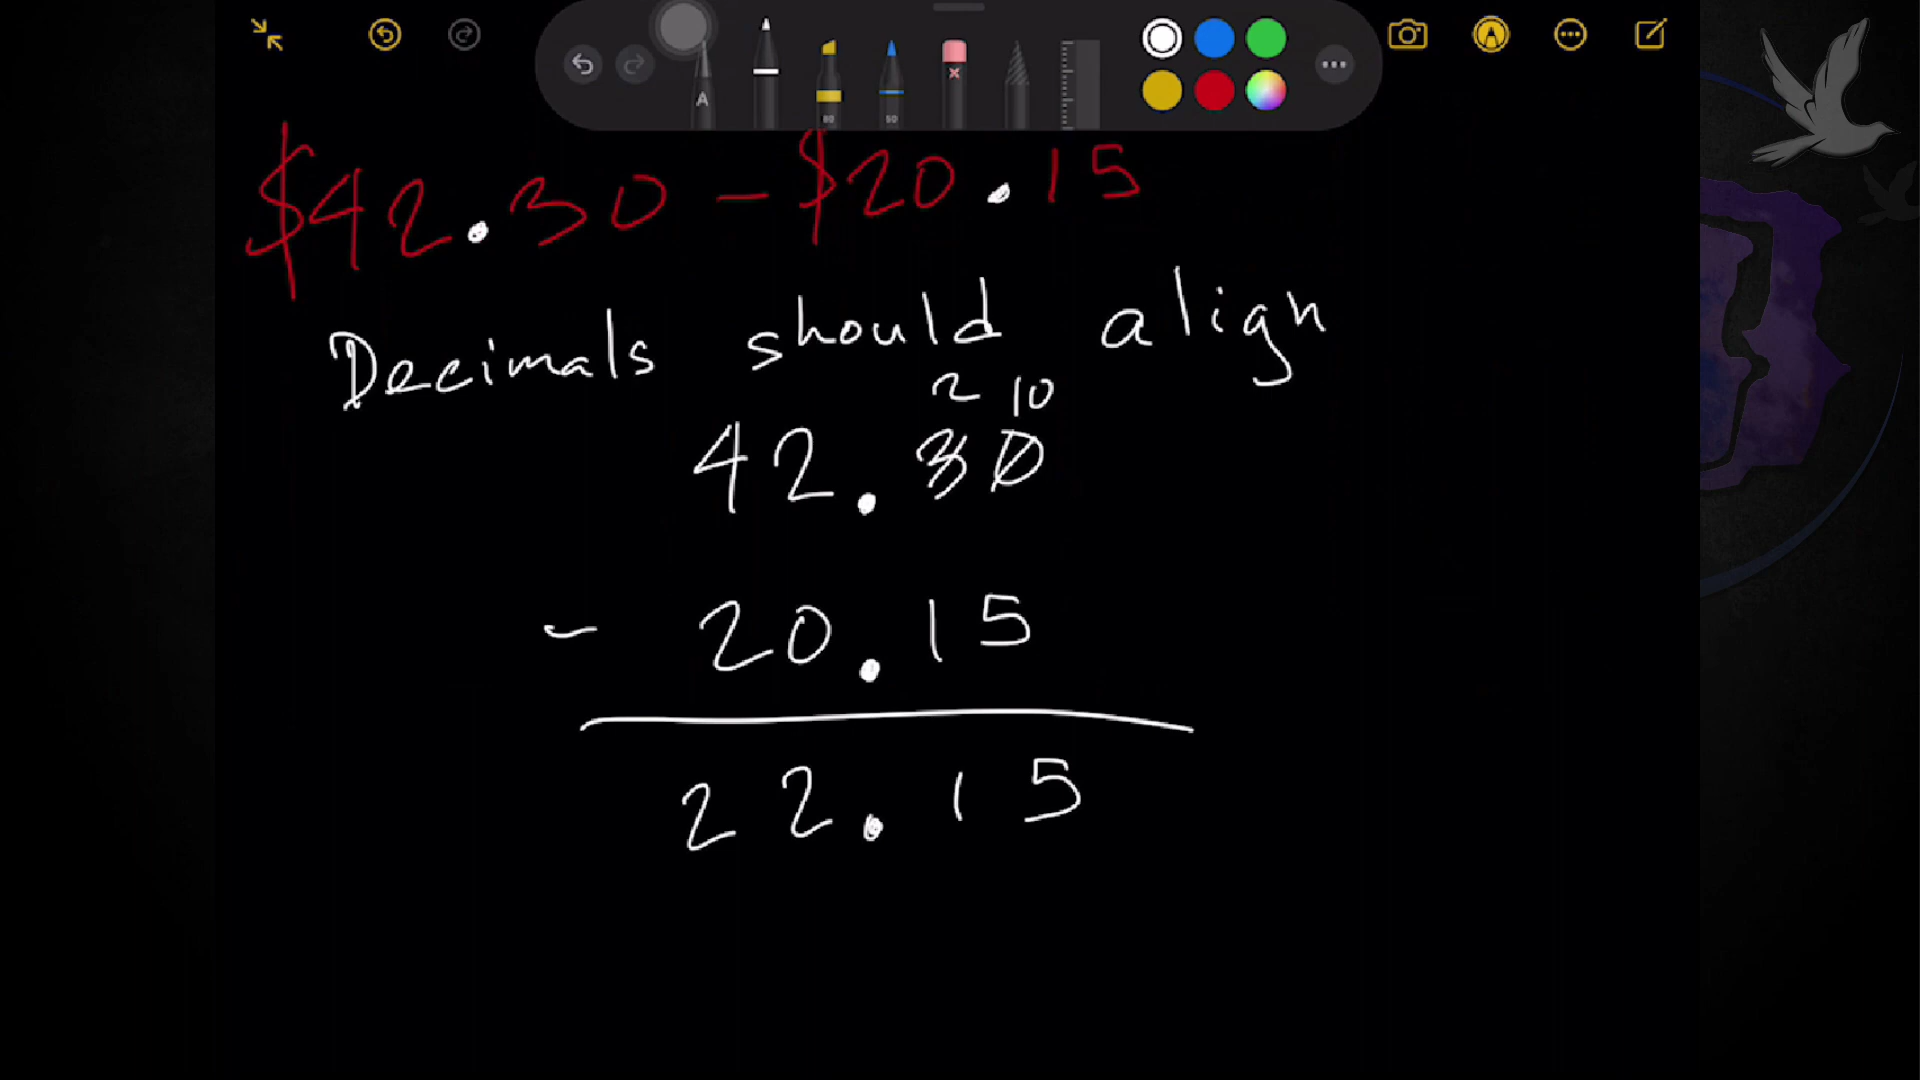 $42.30 - $20.15
Decimals should align
2 10
42.30
- 20.15
22.15